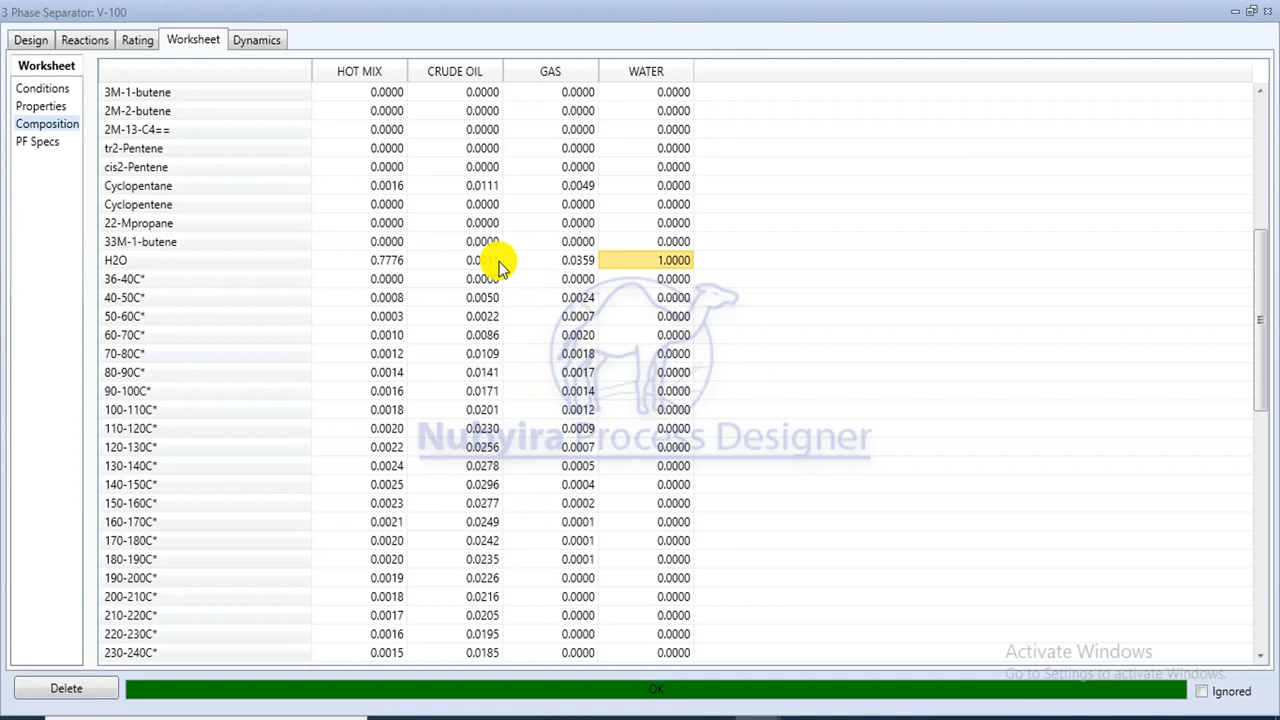 3 Phase Separator: V-100
Design Reactions Rating Worksheet Dynamics
Worksheet HOT MIX CRUDE OIL GAS WATER
Conditions
Properties
Composition
PF Specs
3M-1-butene 0.0000 0.0000 0.0000 0.0000
2M-2-butene 0.0000 0.0000 0.0000 0.0000
2M-13-C4== 0.0000 0.0000 0.0000 0.0000
tr2-Pentene 0.0000 0.0000 0.0000 0.0000
cis2-Pentene 0.0000 0.0000 0.0000 0.0000
Cyclopentane 0.0016 0.0111 0.0049 0.0000
Cyclopentene 0.0000 0.0000 0.0000 0.0000
22-Mpropane 0.0000 0.0000 0.0000 0.0000
33M-1-butene 0.0000 0.0000 0.0000 0.0000
H2O 0.7776 0.0359 1.0000
36-40C* 0.0000 0.0000 0.0000
40-50C* 0.0008 0.0050 0.0024 0.0000
50-60C* 0.0003 0.0022 0.0007 0.0000
60-70C* 0.0010 0.0086 0.0020 0.0000
70-80C* 0.0012 0.0109 0.0018 0.0000
80-90C* 0.0014 0.0141 0.0017 0.0000
90-100C* 0.0016 0.0171 0.0014 0.0000
100-110C* 0.0018 0.0201 0.0012 0.0000
110-120C* 0.0020 0.0230 0.0009 0.0000
120-130C* 0.0022 0.0256 0.0007 0.0000
130-140C* 0.0024 0.0278 0.0005 0.0000
140-150C* 0.0025 0.0296 0.0004 0.0000
150-160C* 0.0023 0.0277 0.0002 0.0000
160-170C* 0.0021 0.0249 0.0001 0.0000
170-180C* 0.0020 0.0242 0.0001 0.0000
180-190C* 0.0020 0.0235 0.0001 0.0000
190-200C* 0.0019 0.0226 0.0000 0.0000
200-210C* 0.0018 0.0216 0.0000 0.0000
210-220C* 0.0017 0.0205 0.0000 0.0000
220-230C* 0.0016 0.0195 0.0000 0.0000
230-240C* 0.0015 0.0185 0.0000 0.0000
Process Designer
Activate Windows
Go to Settings to activate Windows.
Delete OK Ignored